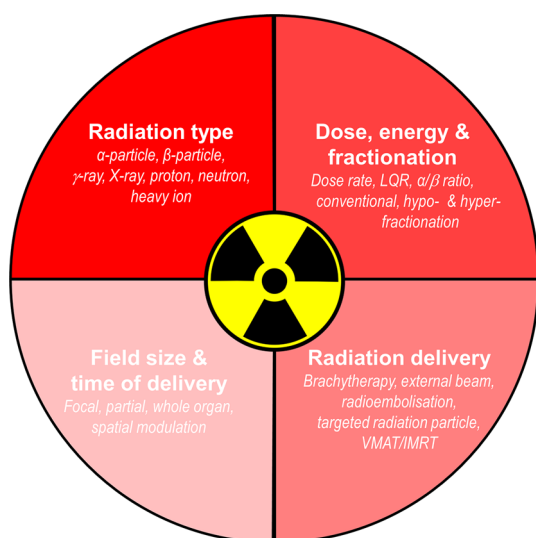 Radiation type
α-particle, β-particle,
γ-ray, X-ray, proton, neutron,
heavy ion
Dose, energy &
fractionation
Dose rate, LQR, α/β ratio,
conventional, hypo- & hyper-
fractionation
Field size &
time of delivery
Focal, partial, whole organ,
spatial modulation
Radiation delivery
Brachytherapy, external beam,
radioembolisation,
targeted radiation particle,
VMAT/IMRT